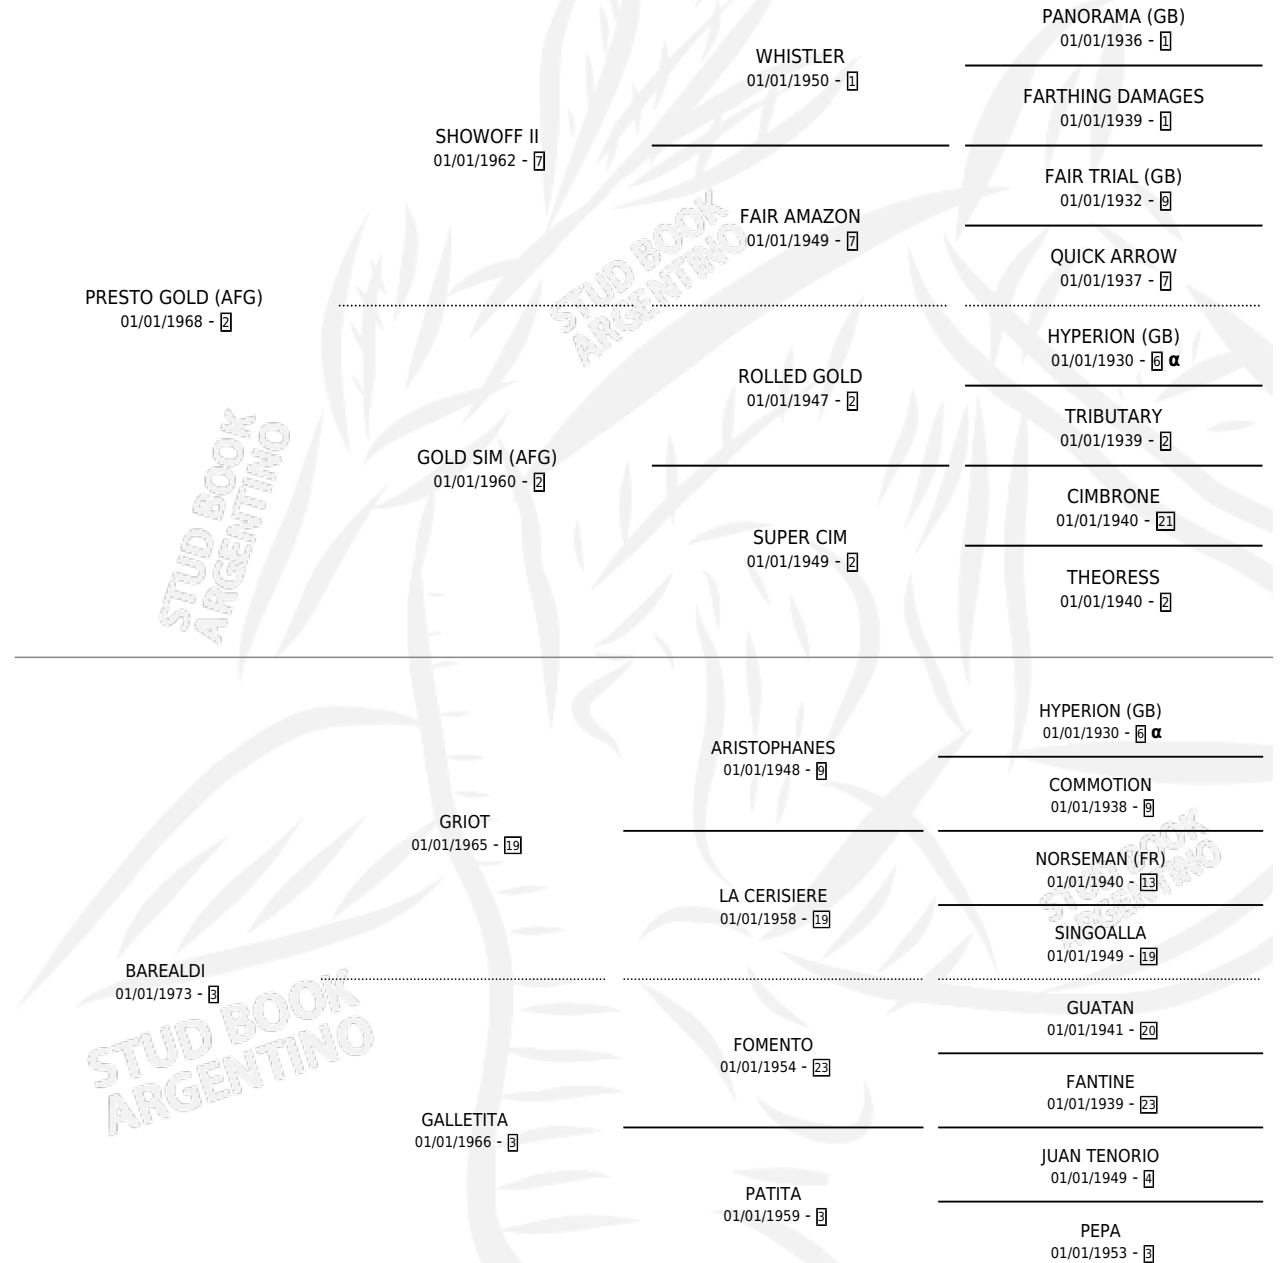 PANORAMA (GB)
01/01/1936 - 1
WHISTLER
01/01/1950 - 1
FARTHING DAMAGES
01/01/1939 - 1
SHOWOFF II
01/01/1962 - 7
FAIR TRIAL (GB)
01/01/1932 - 9
FAIR AMAZON
01/01/1949 - 7
QUICK ARROW
01/01/1937 - 7
PRESTO GOLD (AFG)
01/01/1968 - 2
HYPERION (GB)
01/01/1930 - 6 α
ROLLED GOLD
01/01/1947 - 2
TRIBUTARY
01/01/1939 - 2
GOLD SIM (AFG)
01/01/1960 - 2
CIMBRONE
01/01/1940 - 21
SUPER CIM
01/01/1949 - 2
THEORESS
01/01/1940 - 2
HYPERION (GB)
01/01/1930 - 6 α
ARISTOPHANES
01/01/1948 - 9
COMMOTION
01/01/1938 - 9
GRIOT
01/01/1965 - 19
NORSEMAN (FR)
01/01/1940 - 13
LA CERISIERE
01/01/1958 - 19
SINGOALLA
01/01/1949 - 19
BAREALDI
01/01/1973 - 3
GUATAN
01/01/1941 - 20
FOMENTO
01/01/1954 - 23
FANTINE
01/01/1939 - 23
GALLETITA
01/01/1966 - 3
JUAN TENORIO
01/01/1949 - 4
PATITA
01/01/1959 - 3
PEPA
01/01/1953 - 3
STUD BOOK
ARGENTINO
STUD BOOK
ARGENTINO
STUD BOOK
ARGENTINO
STUD BOOK
ARGENTINO